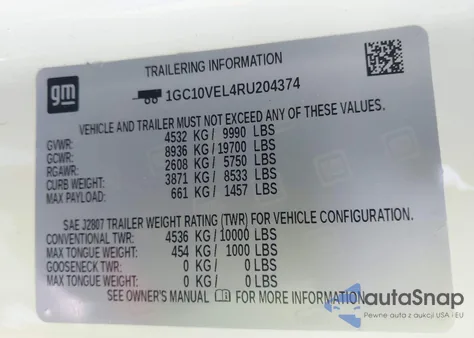 gm
TRAILERING INFORMATION
1GC10VEL4RU204374
VEHICLE AND TRAILER MUST NOT EXCEED ANY OF THESE VALUES:
GVWR: 4532 KG / 9990 LBS
GCWR: 8936 KG / 19700 LBS
RGAWR: 2608 KG / 5750 LBS
CURB WEIGHT: 3871 KG / 8533 LBS
MAX PAYLOAD: 661 KG / 1457 LBS
SAE J2807 TRAILER WEIGHT RATING (TWR) FOR VEHICLE CONFIGURATION.
CONVENTIONAL TWR: 4536 KG / 10000 LBS
MAX TONGUE WEIGHT: 454 KG / 1000 LBS
GOOSENECK TWR: 0 KG / 0 LBS
MAX TONGUE WEIGHT: 0 KG / 0 LBS
SEE OWNER'S MANUAL FOR MORE INFORMATION
autaSnap
Pewne auta z aukcji USA i EU